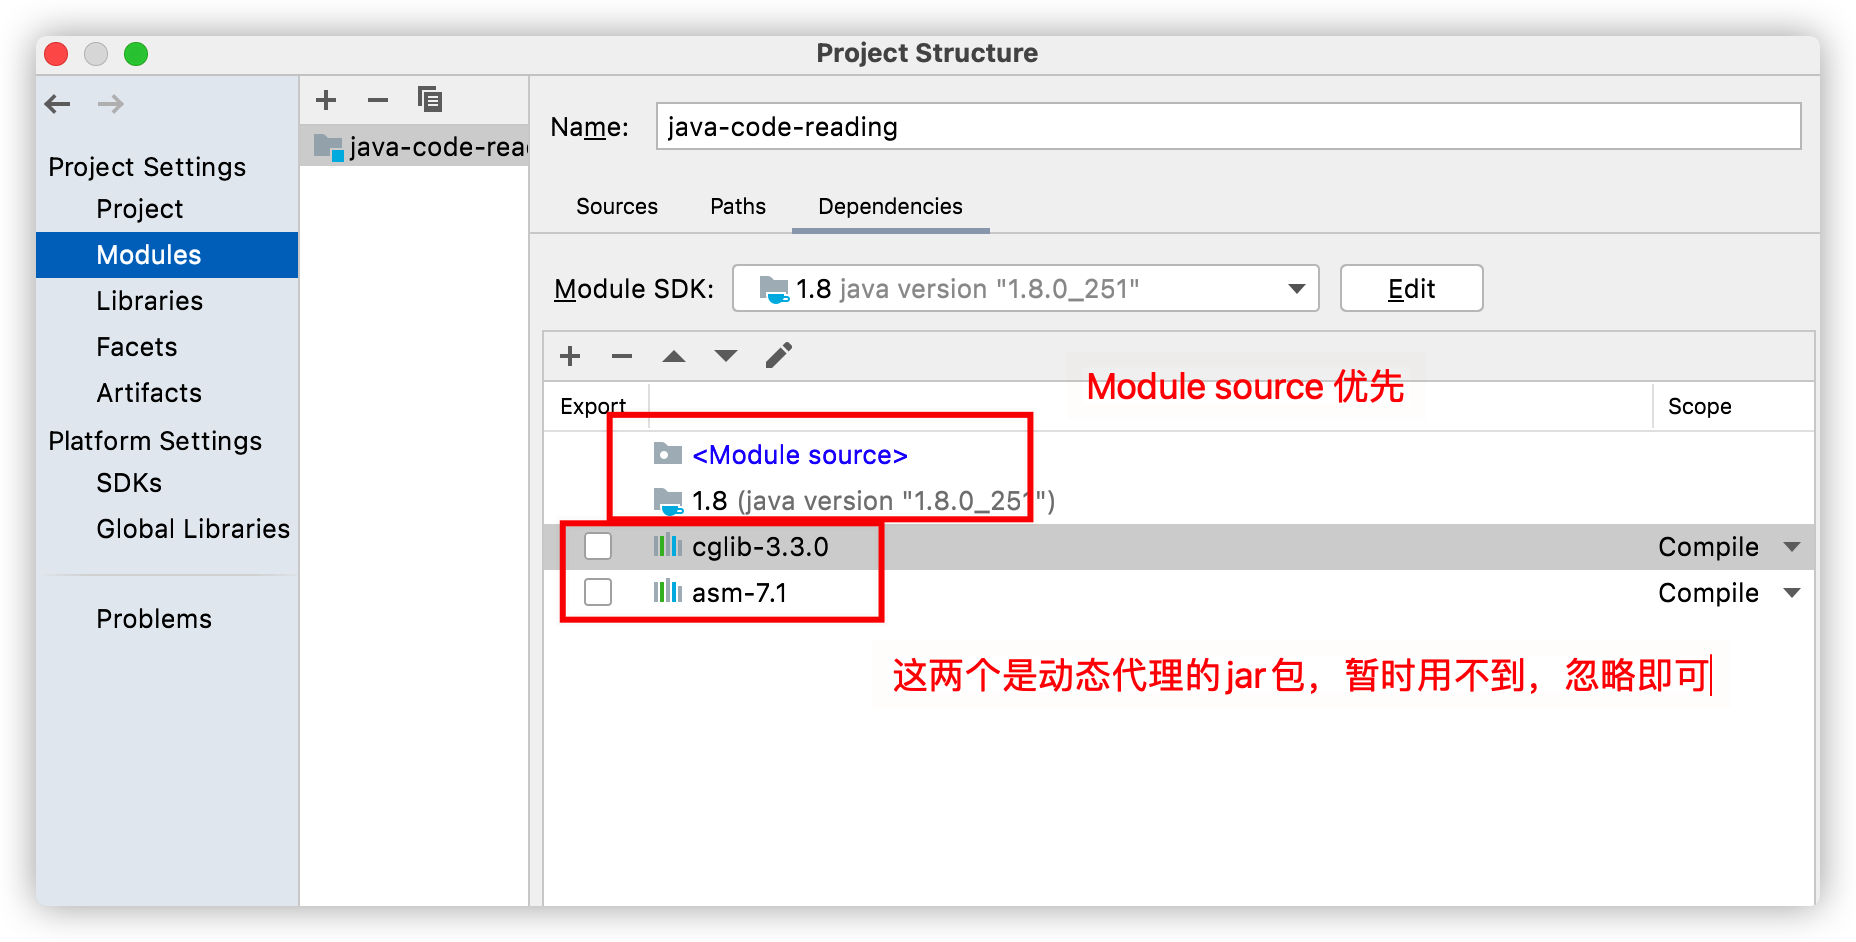 Project Structure
Project Settings
Project
Modules
Libraries
Facets
Artifacts
Platform Settings
SDKs
Global Libraries
Problems
java-code-rea
Name: java-code-reading
Sources Paths Dependencies
Module SDK: 1.8 java version "1.8.0_251" Edit
Module source 优先
Export Scope
<Module source>
1.8 (java version "1.8.0_251")
cglib-3.3.0 Compile
asm-7.1 Compile
这两个是动态代理的jar包，暂时用不到，忽略即可